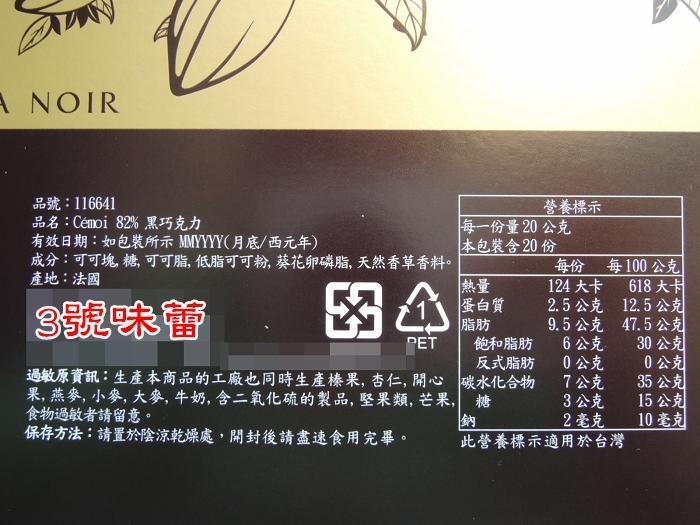 A NOIR
品號：116641
品名：Cémoi 82% 黑巧克力
有效日期：如包裝所示 MMYYYY(月底/西元年)
成分：可可塊, 糖, 可可脂, 低脂可可粉, 葵花卵磷脂, 天然香草香料。
產地：法國
3號味蕾
1
PET
過敏原資訊：生產本商品的工廠也同時生產榛果, 杏仁, 開心
果, 燕麥, 小麥, 大麥, 牛奶, 含二氧化硫的製品, 堅果類, 芒果,
食物過敏者請留意。
保存方法：請置於陰涼乾燥處，開封後請盡速食用完畢。
營養標示
每一份量 20 公克
本包裝含 20 份
每份 每 100 公克
熱量 124 大卡 618 大卡
蛋白質 2.5 公克 12.5 公克
脂肪 9.5 公克 47.5 公克
飽和脂肪 6 公克 30 公克
反式脂肪 0 公克 0 公克
碳水化合物 7 公克 35 公克
糖 3 公克 15 公克
鈉 2 毫克 10 毫克
此營養標示適用於台灣